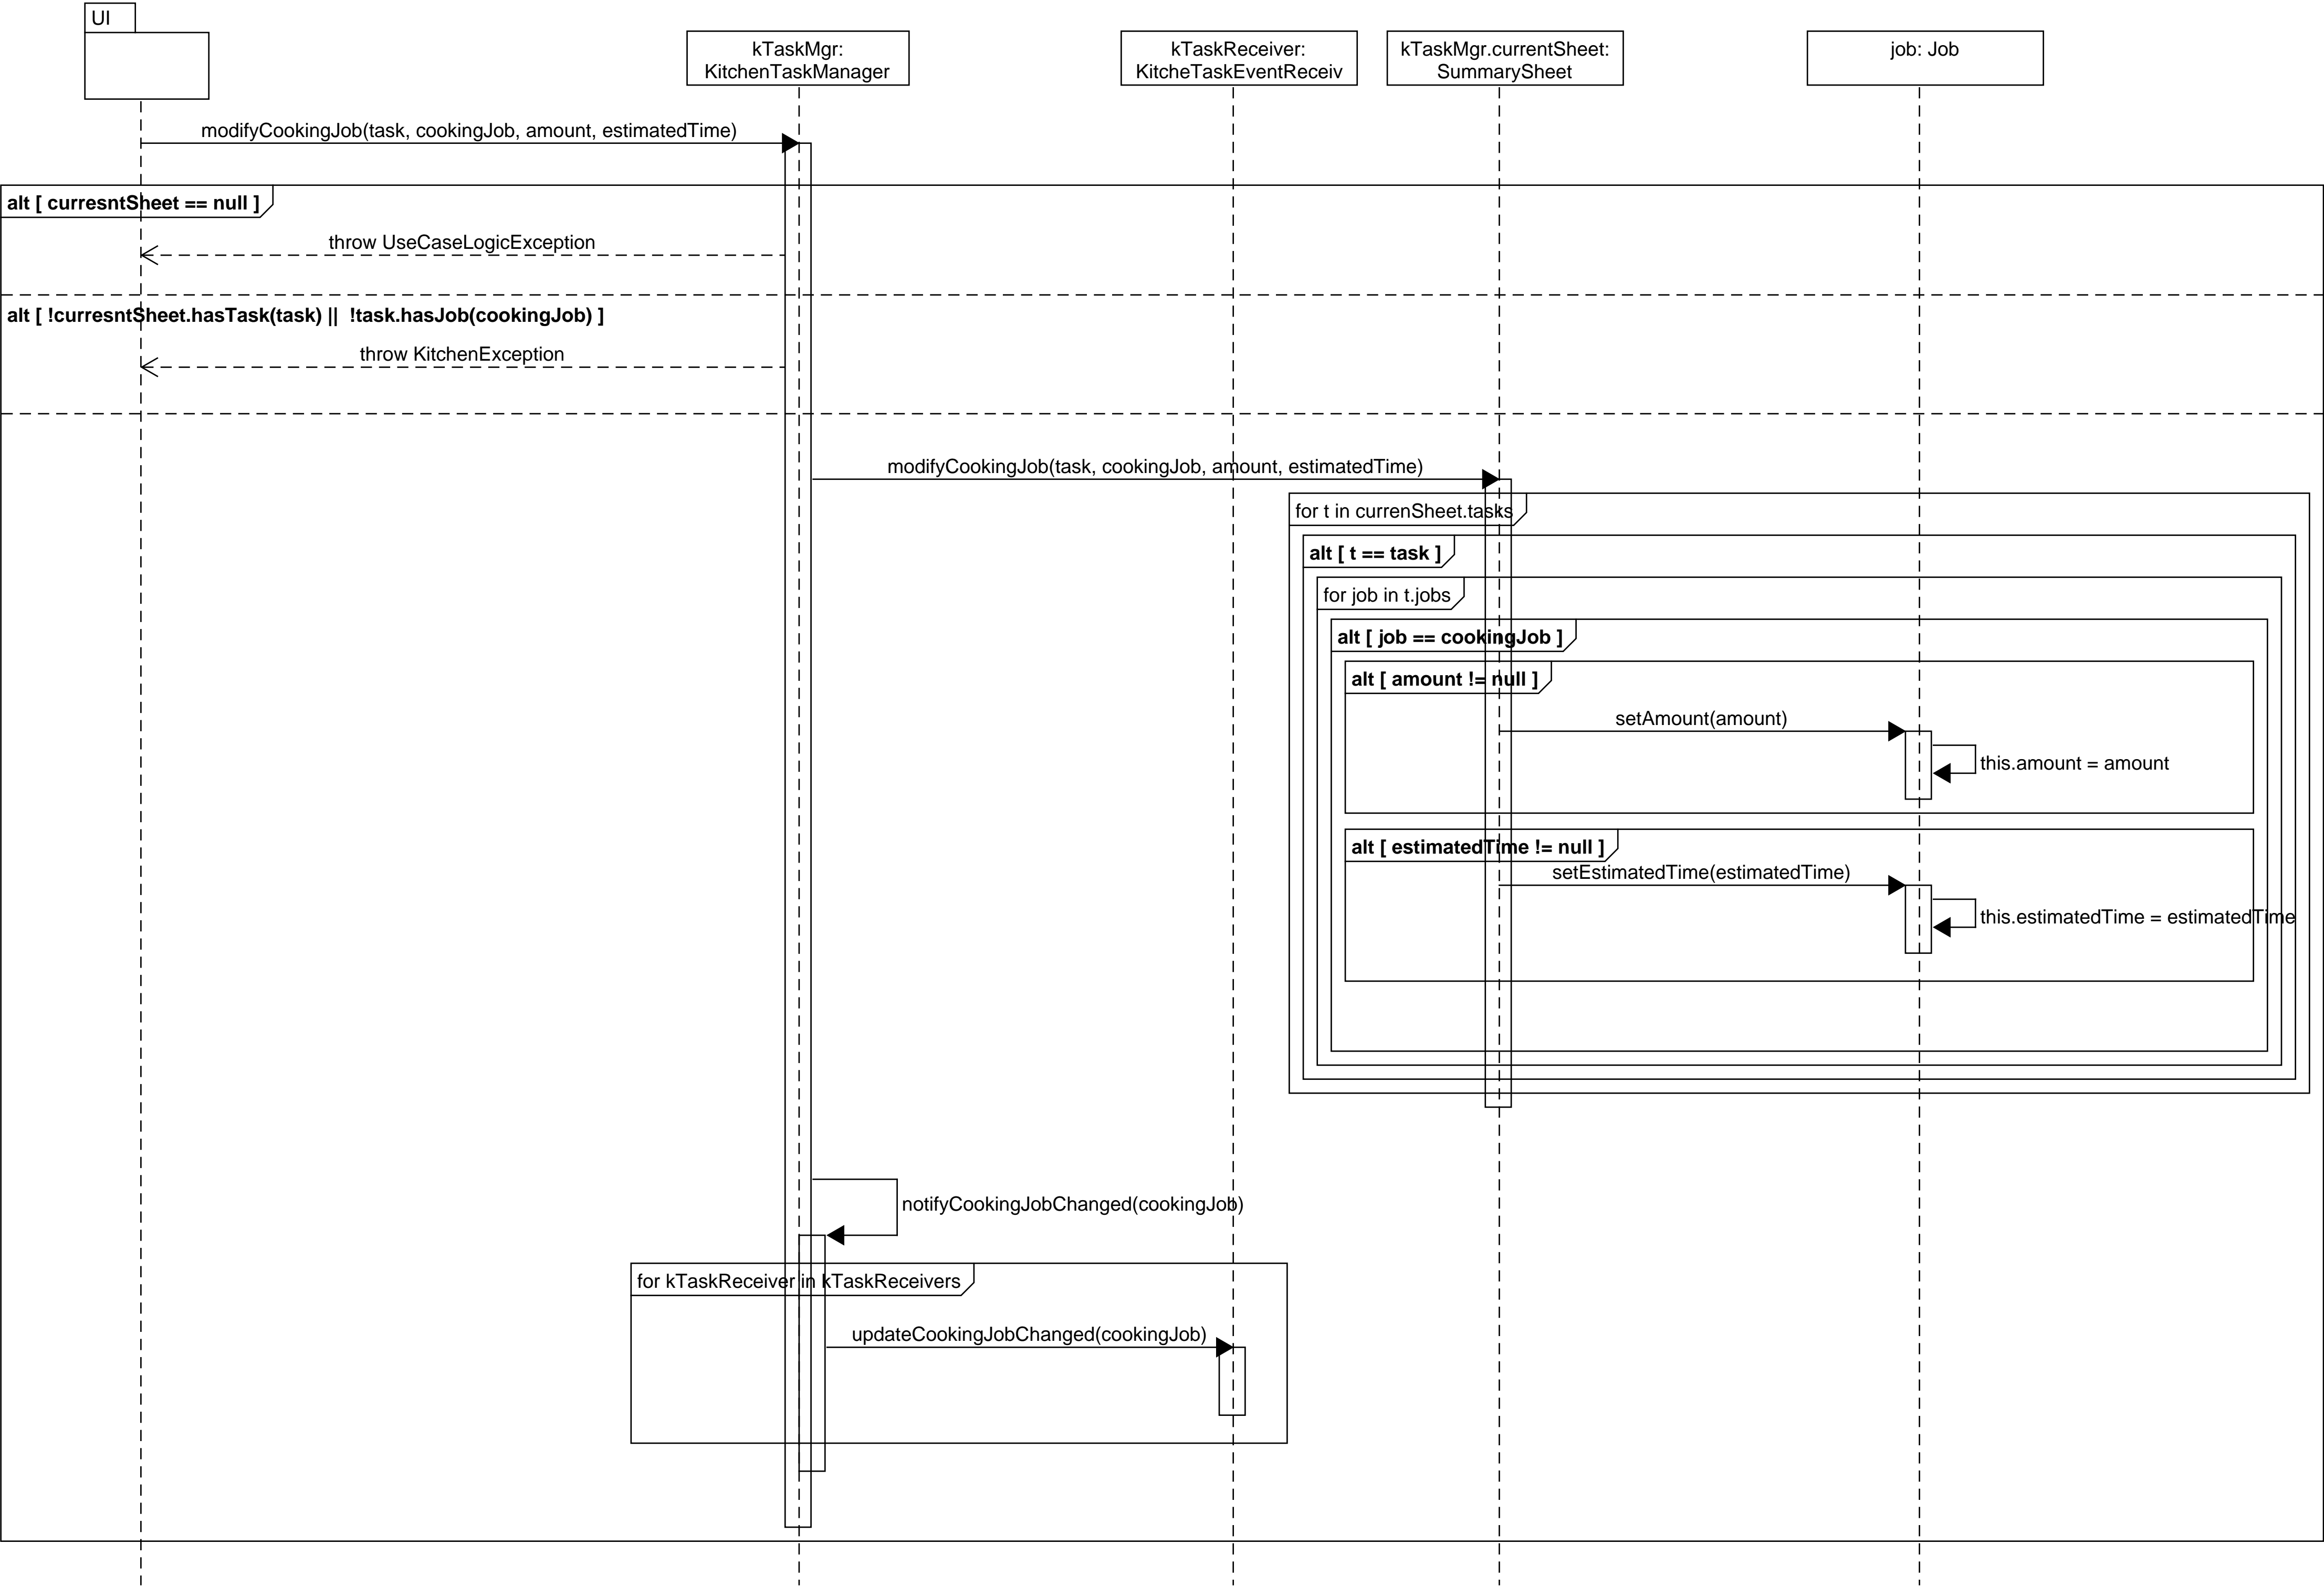 UI
kTaskMgr:
KitchenTaskManager
kTaskReceiver:
KitcheTaskEventReceiv
kTaskMgr.currentSheet:
SummarySheet
job: Job
modifyCookingJob(task, cookingJob, amount, estimatedTime)
alt [ curresntSheet == null ]
throw UseCaseLogicException
alt [ !curresntSheet.hasTask(task) ||  !task.hasJob(cookingJob) ]
throw KitchenException
modifyCookingJob(task, cookingJob, amount, estimatedTime)
for t in currenSheet.tasks
alt [ t == task ]
for job in t.jobs
alt [ job == cookingJob ]
alt [ amount != null ]
setAmount(amount)
this.amount = amount
alt [ estimatedTime != null ]
setEstimatedTime(estimatedTime)
this.estimatedTime = estimatedTime
notifyCookingJobChanged(cookingJob)
for kTaskReceiver in kTaskReceivers
updateCookingJobChanged(cookingJob)